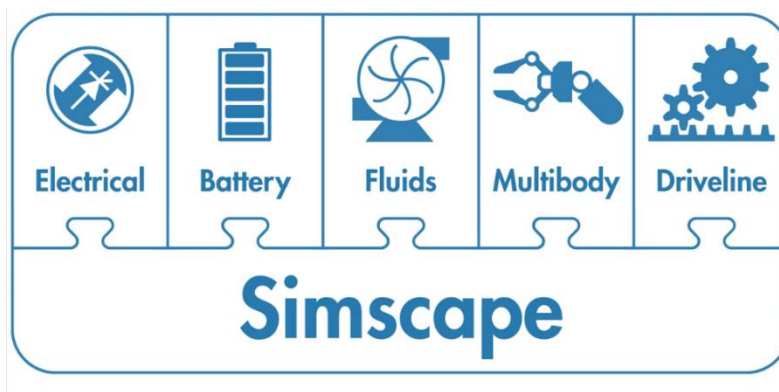 Electrical
Battery
Fluids
Multibody
Driveline
Simscape